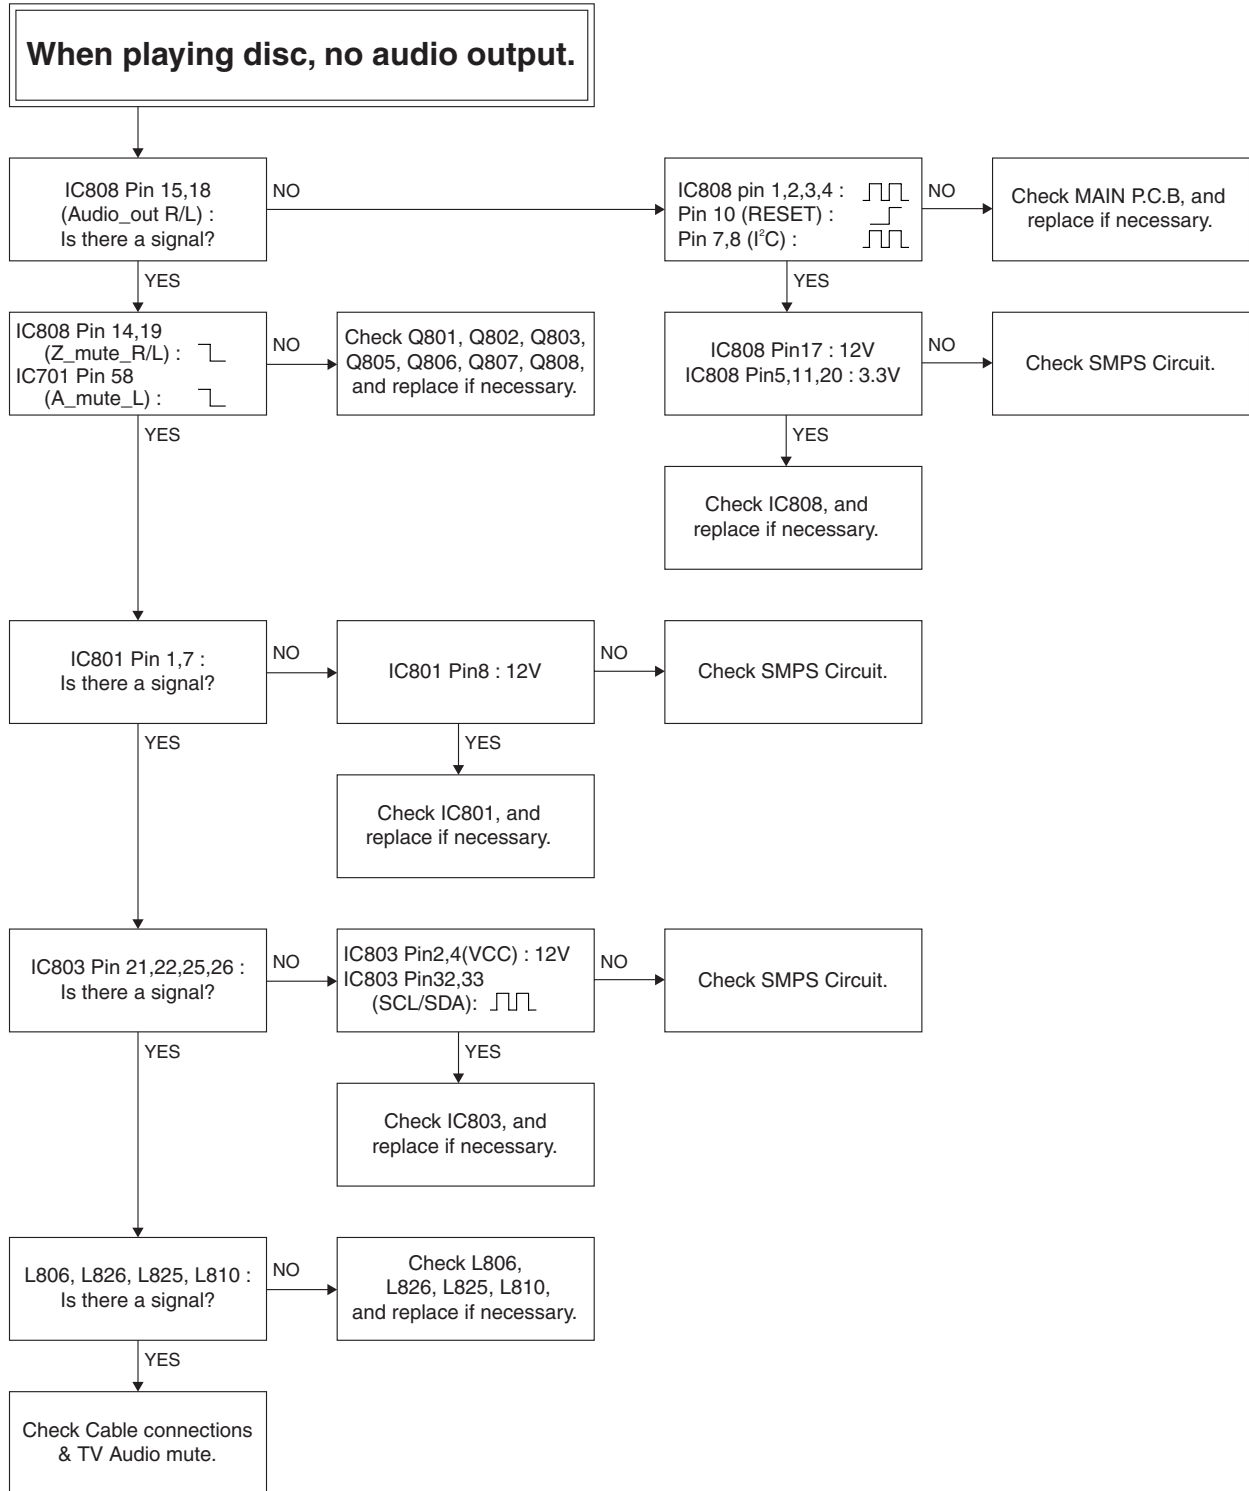 When playing disc, no audio output.
IC808 Pin 15,18
(Audio_out R/L) :
Is there a signal?
NO
IC808 pin 1,2,3,4 :
Pin 10 (RESET) :
Pin 7,8 (I²C) :
NO
Check MAIN P.C.B, and
replace if necessary.
YES
YES
IC808 Pin 14,19
(Z_mute_R/L) :
IC701 Pin 58
(A_mute_L) :
NO
Check Q801, Q802, Q803,
Q805, Q806, Q807, Q808,
and replace if necessary.
IC808 Pin17 : 12V
IC808 Pin5,11,20 : 3.3V
NO
Check SMPS Circuit.
YES
YES
Check IC808, and
replace if necessary.
IC801 Pin 1,7 :
Is there a signal?
NO
IC801 Pin8 : 12V
NO
Check SMPS Circuit.
YES
YES
Check IC801, and
replace if necessary.
IC803 Pin 21,22,25,26 :
Is there a signal?
NO
IC803 Pin2,4(VCC) : 12V
IC803 Pin32,33
(SCL/SDA):
NO
Check SMPS Circuit.
YES
YES
Check IC803, and
replace if necessary.
L806, L826, L825, L810 :
Is there a signal?
NO
Check L806,
L826, L825, L810,
and replace if necessary.
YES
Check Cable connections
& TV Audio mute.